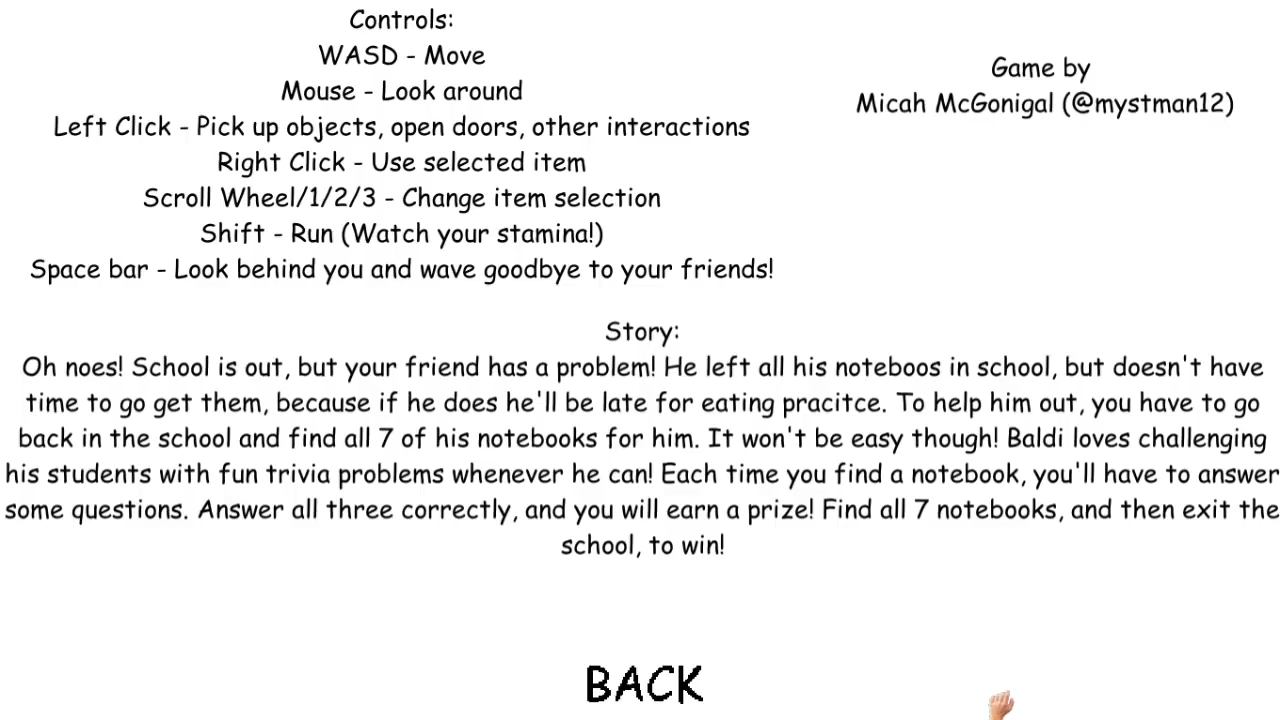 Controls:
WASD - Move
Mouse - Look around
Left Click - Pick up objects, open doors, other interactions
Right Click - Use selected item
Scroll Wheel/1/2/3 - Change item selection
Shift - Run (Watch your stamina!)
Space bar - Look behind you and wave goodbye to your friends!
Game by
Micah McGonigal (@mystman12)
Story:
Oh noes! School is out, but your friend has a problem! He left all his noteboos in school, but doesn't have
time to go get them, because if he does he'll be late for eating pracitce. To help him out, you have to go
back in the school and find all 7 of his notebooks for him. It won't be easy though! Baldi loves challenging
his students with fun trivia problems whenever he can! Each time you find a notebook, you'll have to answer
some questions. Answer all three correctly, and you will earn a prize! Find all 7 notebooks, and then exit the
school, to win!
BACK